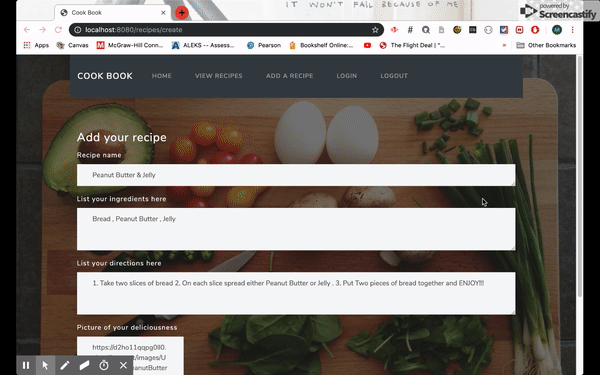 IT WON'T FAIL BECAUSE OF ME
powered by
Screencastify
Cook Book
localhost:8080/recipes/create
Apps
Canvas
McGraw-Hill Conn...
ALEKS -- Assess...
Pearson
Bookshelf Online:...
The Flight Deal | "...
Other Bookmarks
COOK BOOK HOME VIEW RECIPES ADD A RECIPE LOGIN LOGOUT
Add your recipe
Recipe name
Peanut Butter & Jelly
List your ingredients here
Bread , Peanut Butter , Jelly
List your directions here
1. Take two slices of bread 2. On each slice spread either Peanut Butter or Jelly . 3. Put Two pieces of bread together and ENJOY!!!
Picture of your deliciousness
https://d2ho11qqpg0ll0.
t/images/U
anutButter